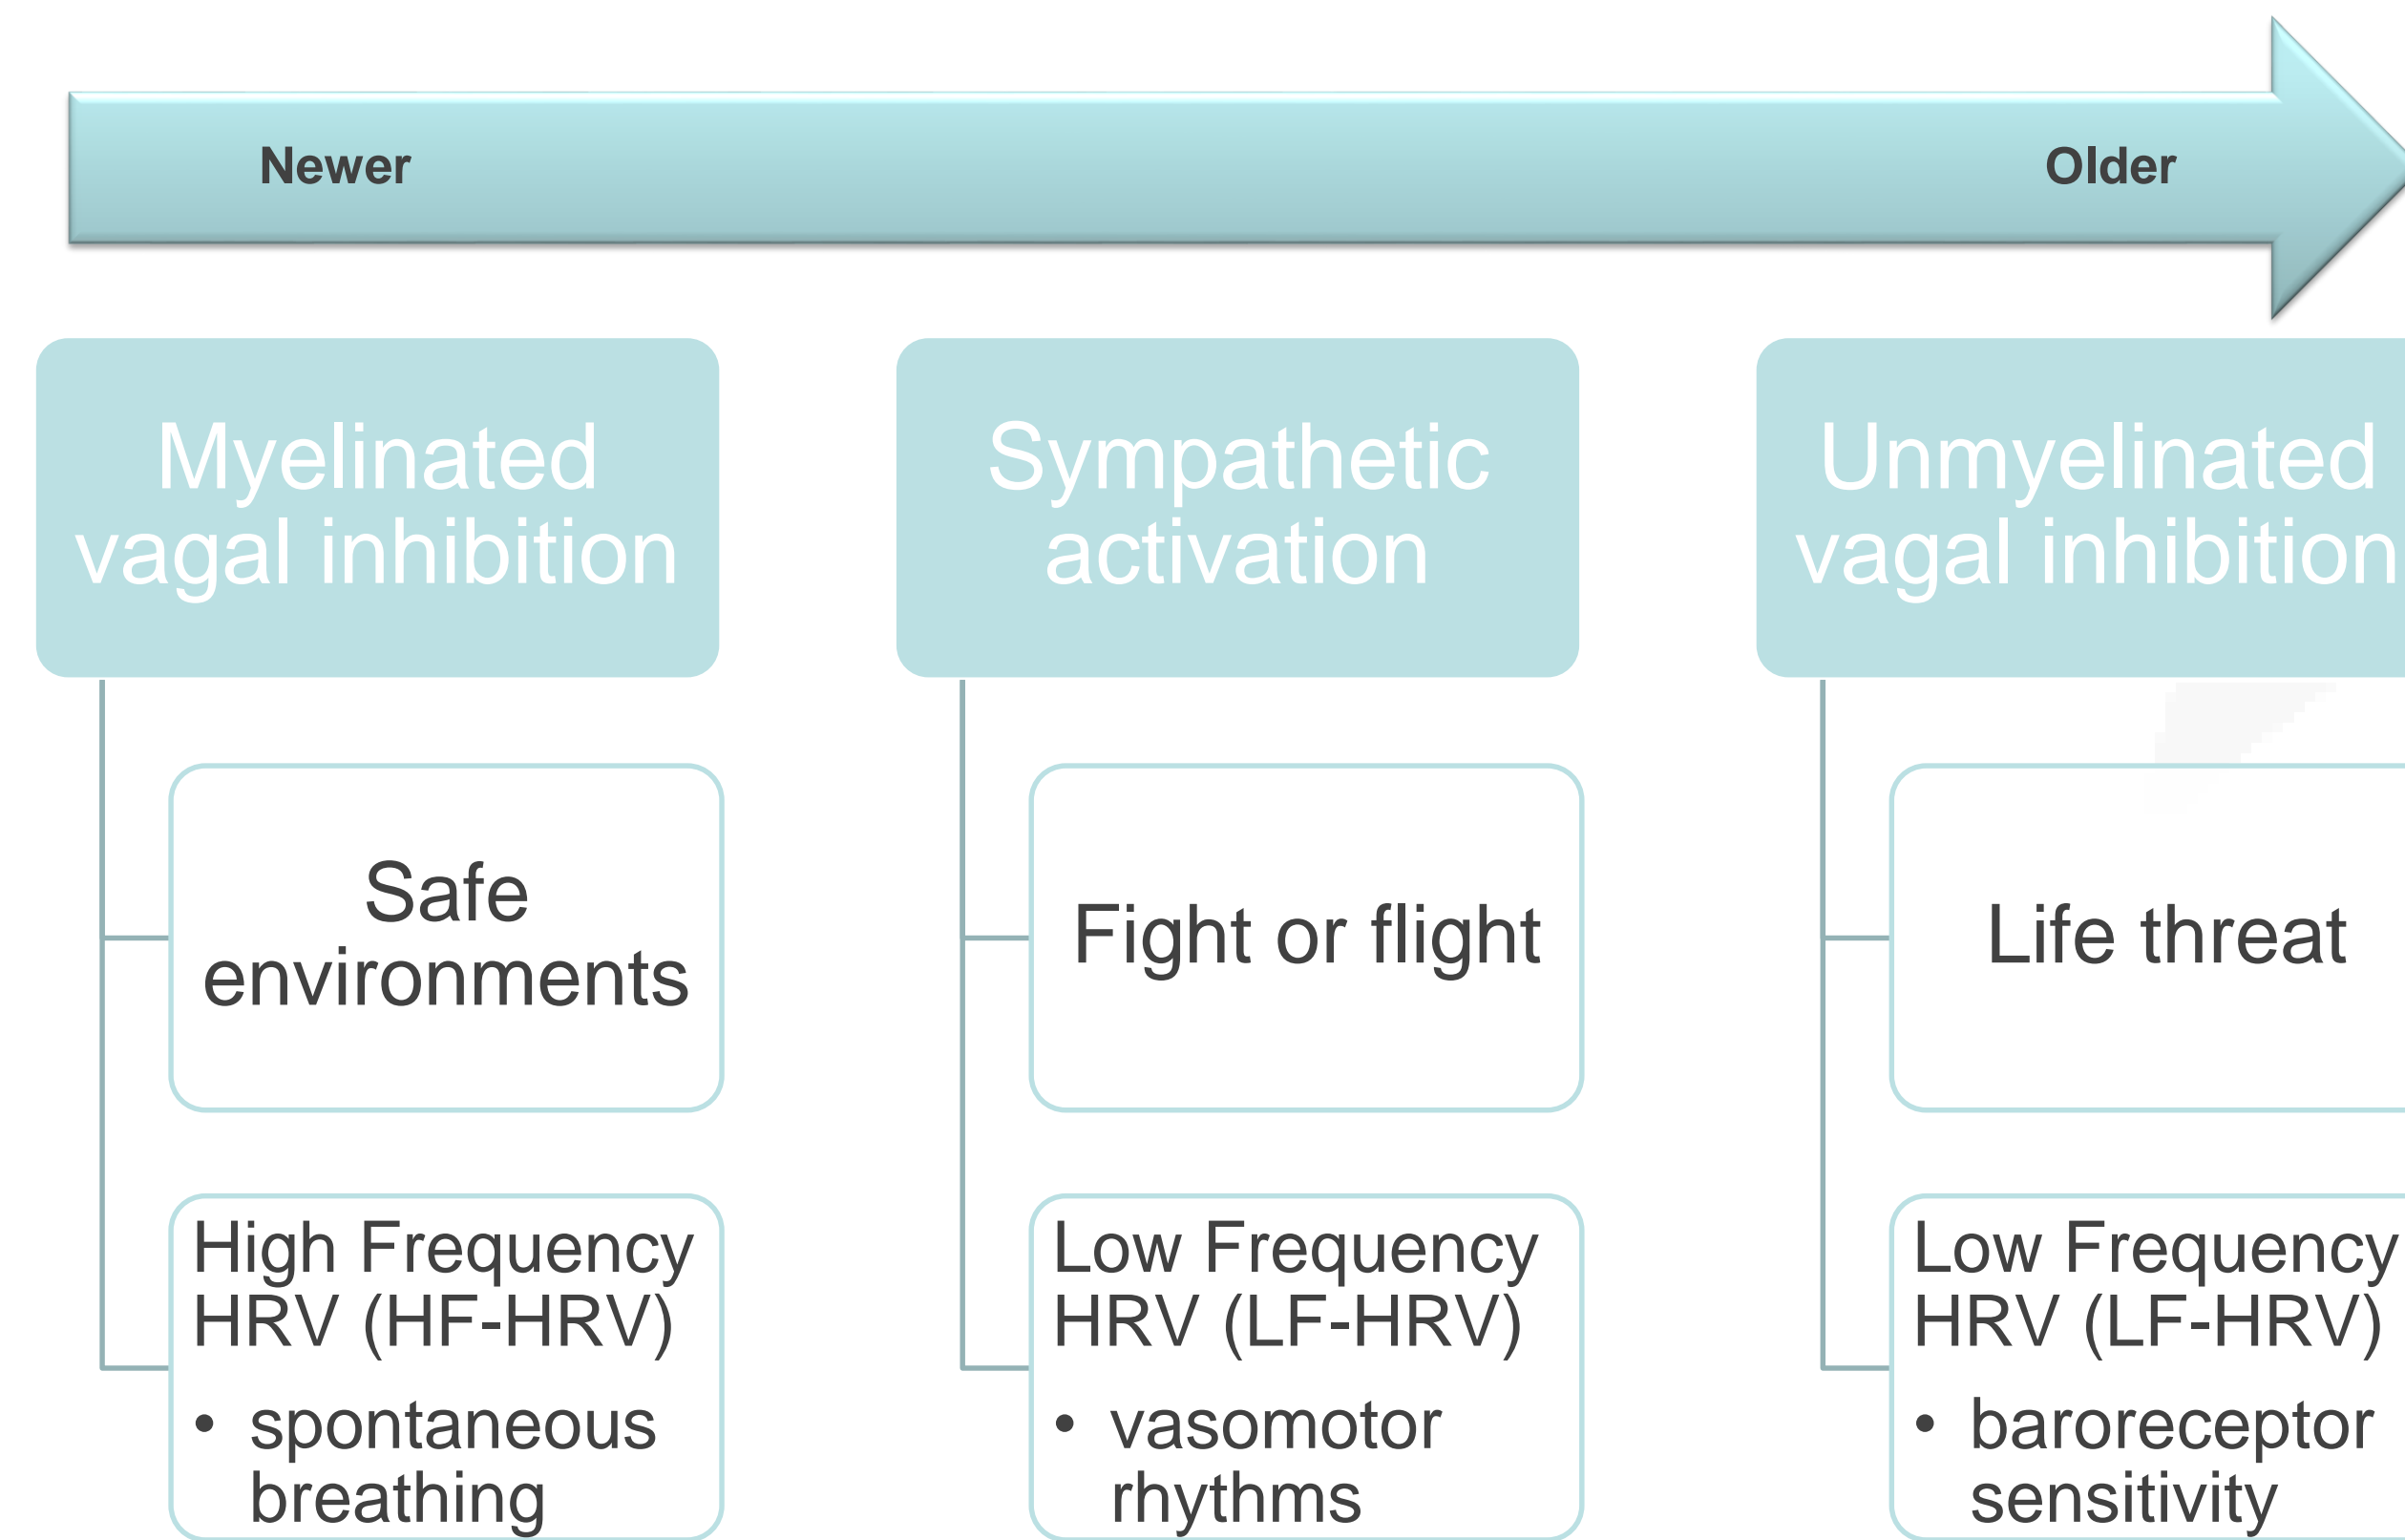 Newer
Older
Myelinated
vagal inhibition
Safe
environments
High Frequency
HRV (HF-HRV)
• spontaneous
breathing
Sympathetic
activation
Fight or flight
Low Frequency
HRV (LF-HRV)
• vasomotor
rhythms
Unmyelinated
vagal inhibition
Life threat
Low Frequency
HRV (LF-HRV)
• baroreceptor
sensitivity